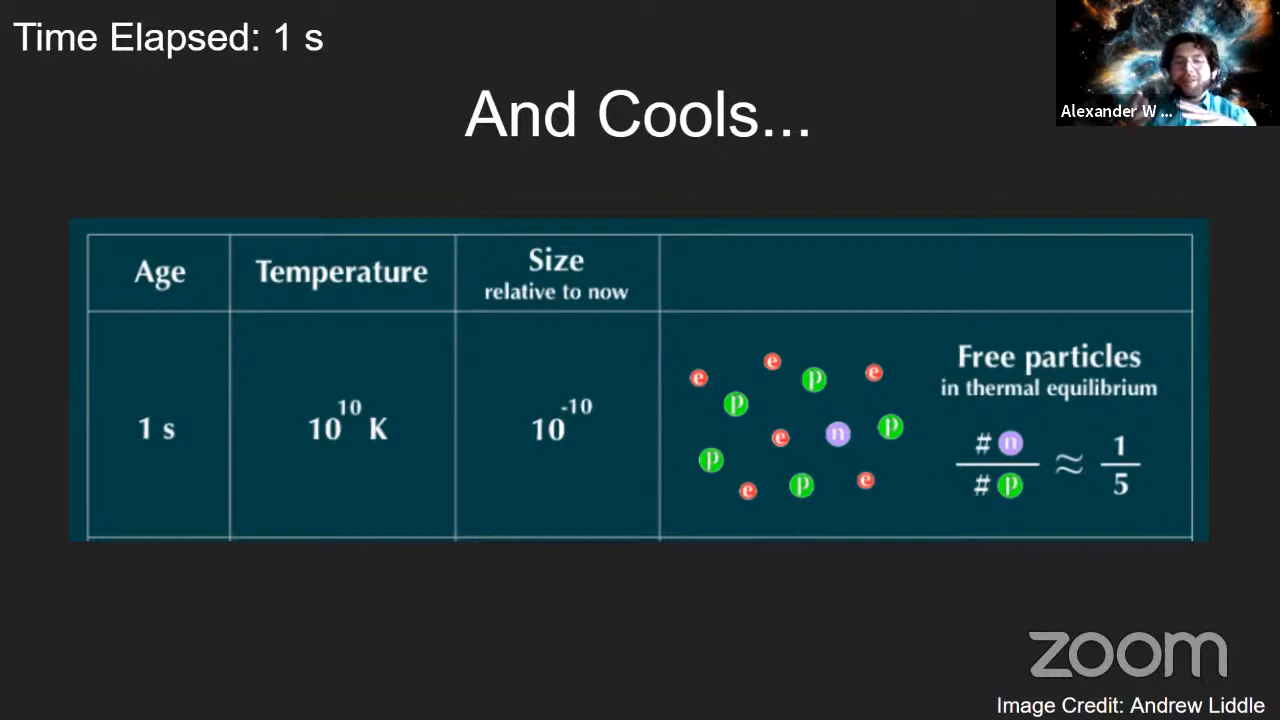 Time Elapsed: 1 s
Alexander W ...
And Cools...
Age
Temperature
Size
relative to now
1 s
10^10 K
10^-10
e e p e
p
e n p
p
e p e
Free particles
in thermal equilibrium
# n / # p ≈ 1/5
zoom
Image Credit: Andrew Liddle